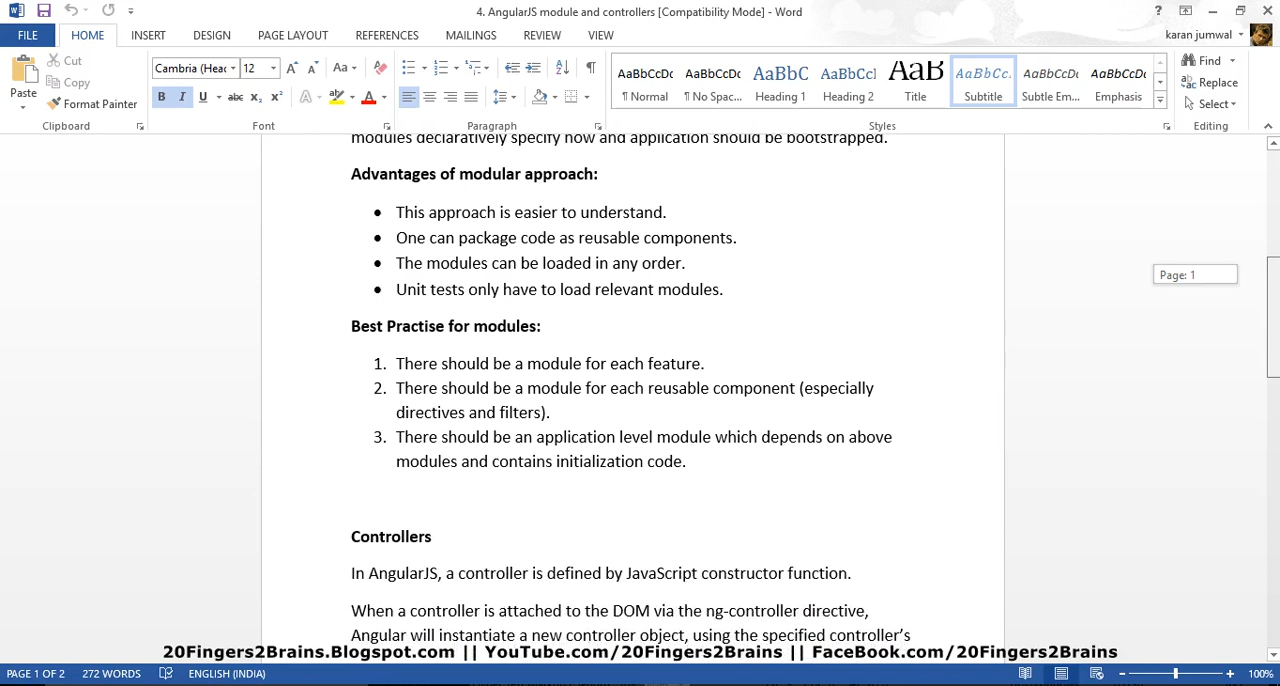 4. AngularJS module and controllers [Compatibility Mode] - Word
FILE HOME INSERT DESIGN PAGE LAYOUT REFERENCES MAILINGS REVIEW VIEW karan jumwal
Cut
Copy
Format Painter
Paste
Clipboard
Cambria (Head 12
Font
Paragraph
AaBbCcDc AaBbCcDc AaBbC AaBbCcI AaB AaBbCc. AaBbCcDc AaBbCcDc
¶ Normal ¶ No Spac... Heading 1 Heading 2 Title Subtitle Subtle Em... Emphasis
Styles
Find
Replace
Select
Editing
modules declaratively specify how and application should be bootstrapped.
Advantages of modular approach:
• This approach is easier to understand.
• One can package code as reusable components.
• The modules can be loaded in any order.
• Unit tests only have to load relevant modules.
Page: 1
Best Practise for modules:
1. There should be a module for each feature.
2. There should be a module for each reusable component (especially
directives and filters).
3. There should be an application level module which depends on above
modules and contains initialization code.
Controllers
In AngularJS, a controller is defined by JavaScript constructor function.
When a controller is attached to the DOM via the ng-controller directive,
Angular will instantiate a new controller object, using the specified controller's
20Fingers2Brains.Blogspot.com || YouTube.com/20Fingers2Brains || FaceBook.com/20Fingers2Brains
PAGE 1 OF 2 272 WORDS ENGLISH (INDIA) 100%